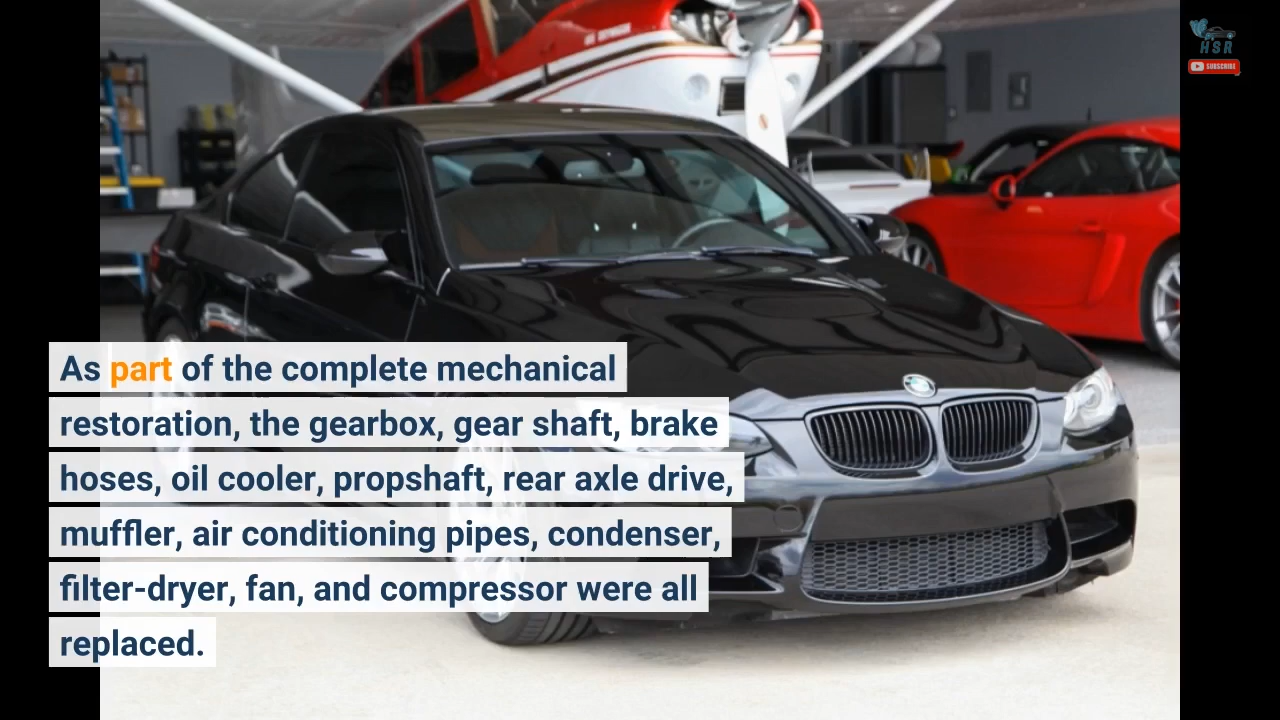 HSR
SUBSCRIBE
As part of the complete mechanical
restoration, the gearbox, gear shaft, brake
hoses, oil cooler, propshaft, rear axle drive,
muffler, air conditioning pipes, condenser,
filter-dryer, fan, and compressor were all
replaced.